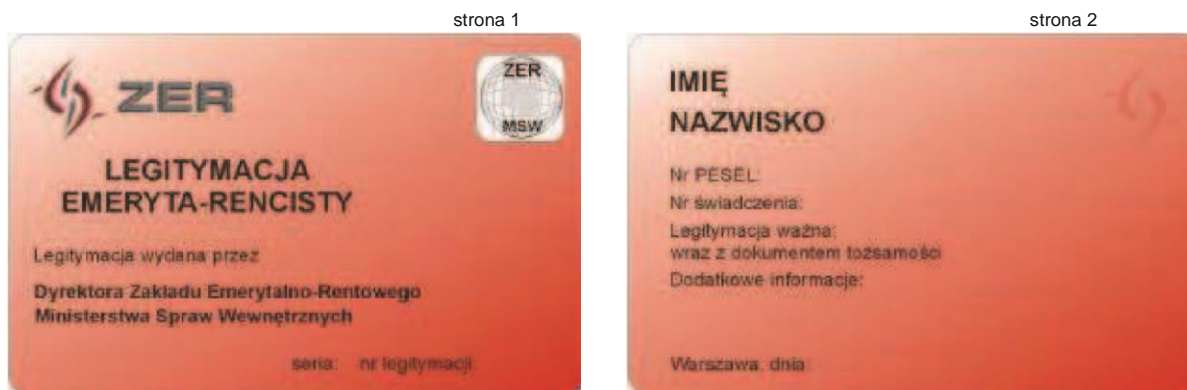 strona 1
ZER
ZER
MSW
LEGITYMACJA
EMERYTA-RENCISTY
Legitymacja wydana przez
Dyrektora Zakładu Emerytalno-Rentowego
Ministerstwa Spraw Wewnętrznych
seria: nr legitymacji:
strona 2
IMIĘ
NAZWISKO
Nr PESEL:
Nr świadczenia:
Legitymacja ważna:
wraz z dokumentem tożsamości
Dodatkowe informacje:
Warszawa, dnia: